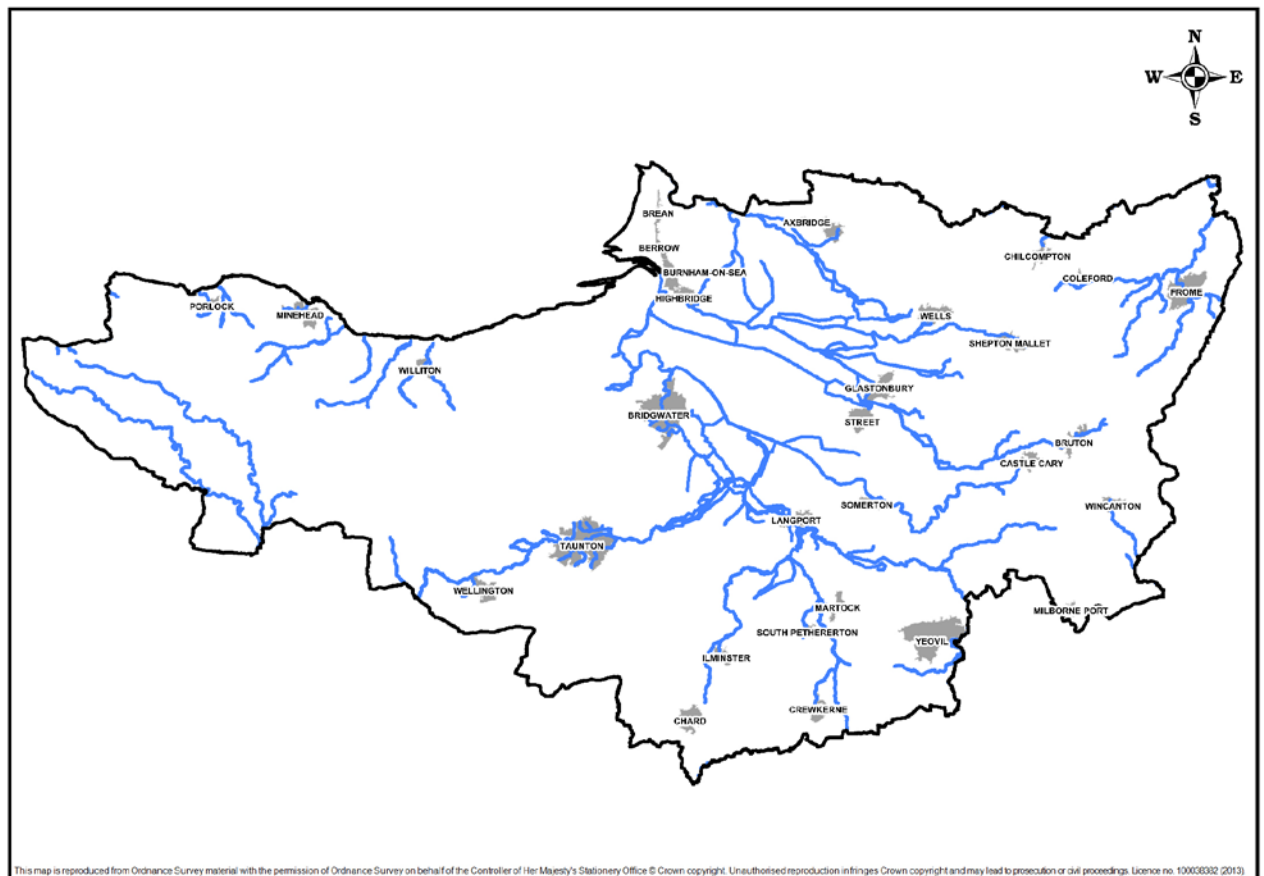 N
W E
S
BREAN
AXBRIDGE
BERROW
CHILCOMPTON
BURNHAM-ON-SEA
COLEFORD
HIGHBRIDGE
FROME
PORLOCK
MINEHEAD
WELLS
SHEPTON MALLET
WILLITON
GLASTONBURY
BRIDGWATER
STREET
BRUTON
CASTLE CARY
SOMERTON
WINCANTON
LANGPORT
TAUNTON
WELLINGTON
MARTOCK
MILBORNE PORT
SOUTH PETHERERTON
YEOVIL
ILMINSTER
CREWKERNE
CHARD
This map is reproduced from Ordnance Survey material with the permission of Ordnance Survey on behalf of the Controller of Her Majesty's Stationery Office © Crown copyright. Unauthorised reproduction infringes Crown copyright and may lead to prosecution or civil proceedings. Licence no. 100038382 (2013)